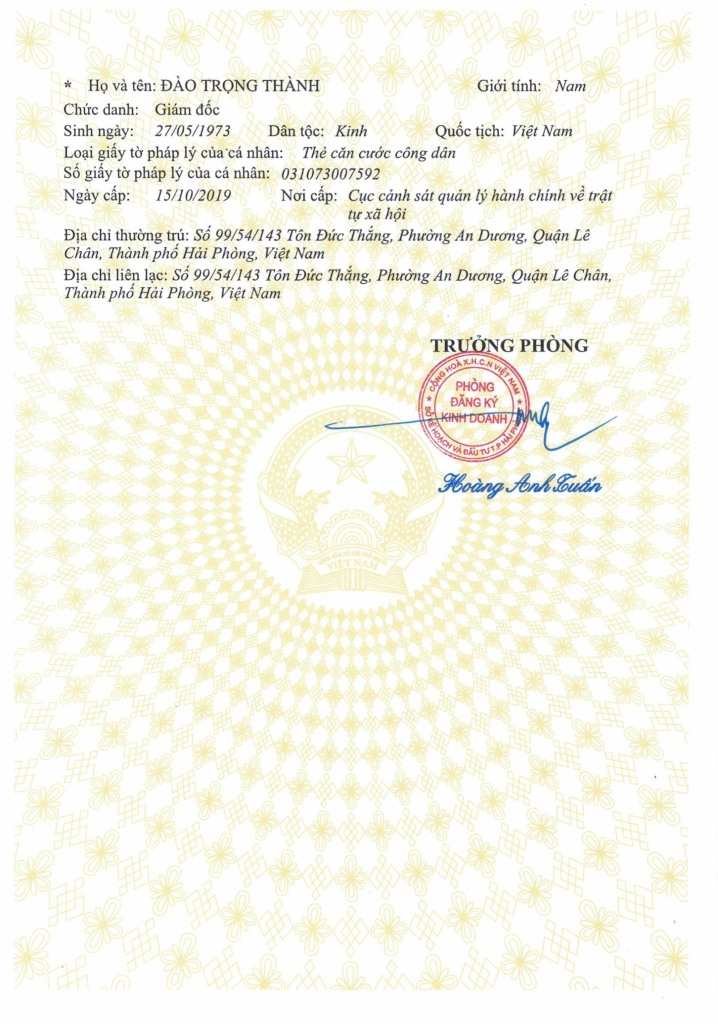 * Họ và tên: ĐÀO TRỌNG THÀNH Giới tính: Nam
Chức danh: Giám đốc
Sinh ngày: 27/05/1973 Dân tộc: Kinh Quốc tịch: Việt Nam
Loại giấy tờ pháp lý của cá nhân: Thẻ căn cước công dân
Số giấy tờ pháp lý của cá nhân: 031073007592
Ngày cấp: 15/10/2019 Nơi cấp: Cục cảnh sát quản lý hành chính về trật
tự xã hội
Địa chỉ thường trú: Số 99/54/143 Tôn Đức Thắng, Phường An Dương, Quận Lê
Chân, Thành phố Hải Phòng, Việt Nam
Địa chỉ liên lạc: Số 99/54/143 Tôn Đức Thắng, Phường An Dương, Quận Lê Chân,
Thành phố Hải Phòng, Việt Nam
TRƯỞNG PHÒNG
CỘNG HOÀ X.H.C.N VIỆT NAM
PHÒNG
ĐĂNG KÝ
KINH DOANH
SỞ KẾ HOẠCH VÀ ĐẦU TƯ T.P HẢI PHÒNG
Hoàng Anh Tuấn
VIỆT NAM